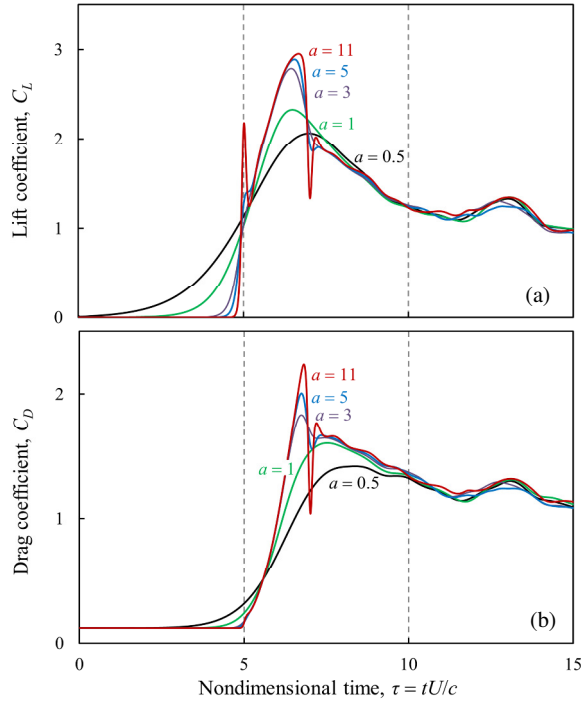 3
a = 11
a = 5
a = 3
a = 1
a = 0.5
2
1
0
Lift coefficient, C_L
(a)
2
a = 11
a = 5
a = 3
a = 1
a = 0.5
1
0
Drag coefficient, C_D
(b)
0
5
10
15
Nondimensional time, τ = tU/c